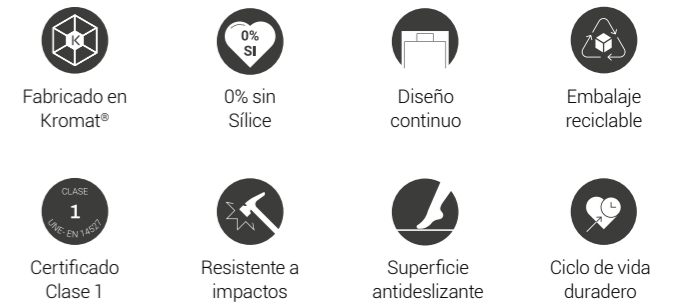 K
Fabricado en
Kromat®
0%
SI
0% sin
Sílice
Diseño
continuo
Embalaje
reciclable
CLASE
1
UNE- EN 14527
Certificado
Clase 1
Resistente a
impactos
Superficie
antideslizante
Ciclo de vida
duradero